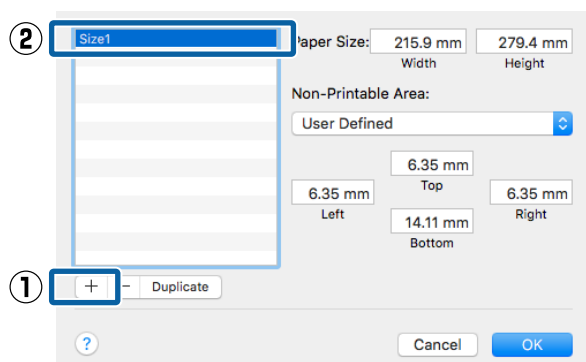 ② Size1 Paper Size: 215.9 mm 279.4 mm
Width Height
Non-Printable Area:
User Defined
6.35 mm
Top
6.35 mm 6.35 mm
Left Right
14.11 mm
Bottom
① + − Duplicate
? Cancel OK